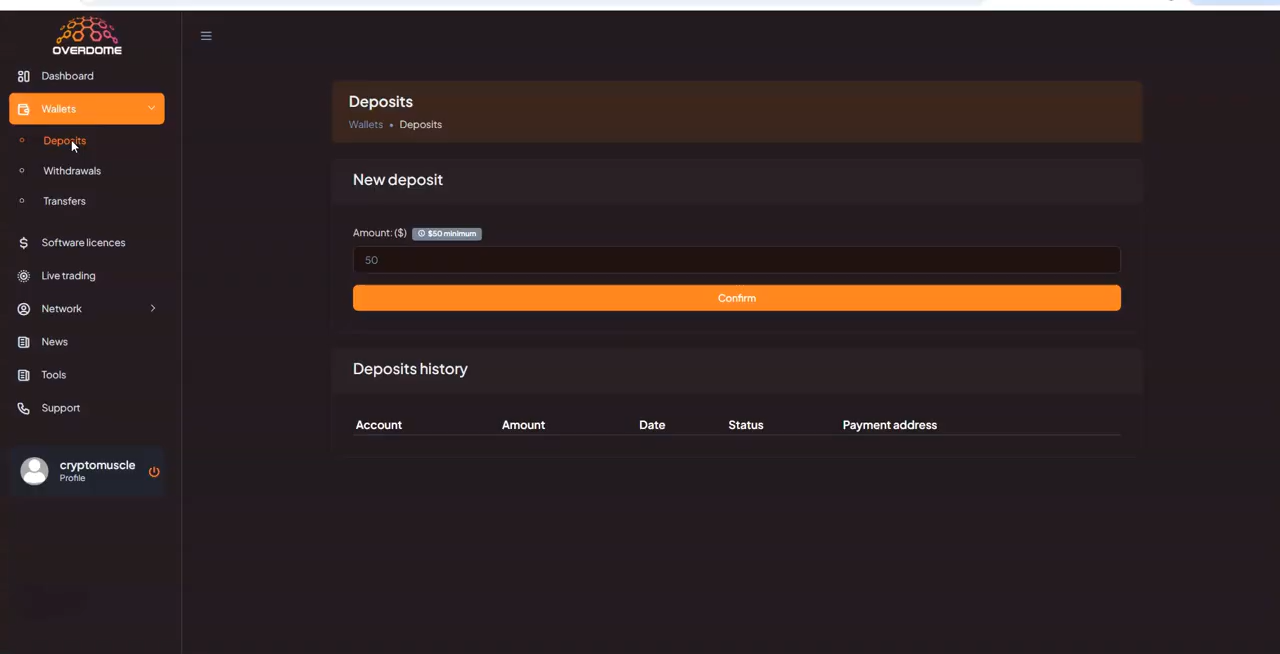 OVERDOME
Dashboard
Wallets
Deposits
Withdrawals
Transfers
Software licences
Live trading
Network
News
Tools
Support
cryptomuscle
Profile
Deposits
Wallets • Deposits
New deposit
Amount: ($) $50 minimum
50
Confirm
Deposits history
Account Amount Date Status Payment address